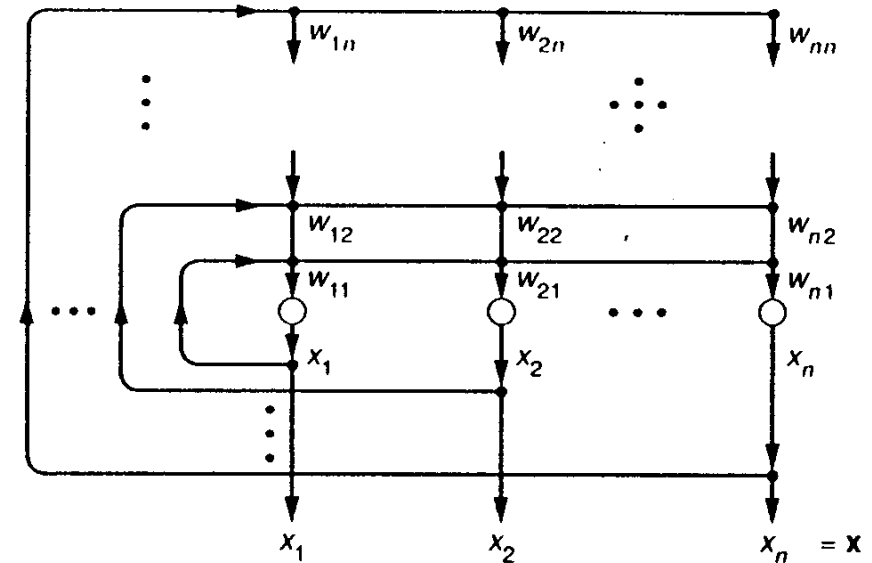 w1n w2n wnn
w12 w22 wn2
w11 w21 wn1
x1 x2 xn
x1 x2 xn = x